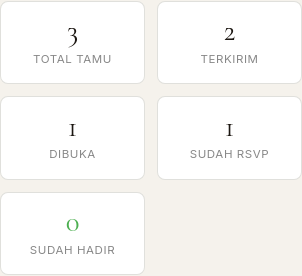 3
TOTAL TAMU
2
TERKIRIM
1
DIBUKA
1
SUDAH RSVP
0
SUDAH HADIR